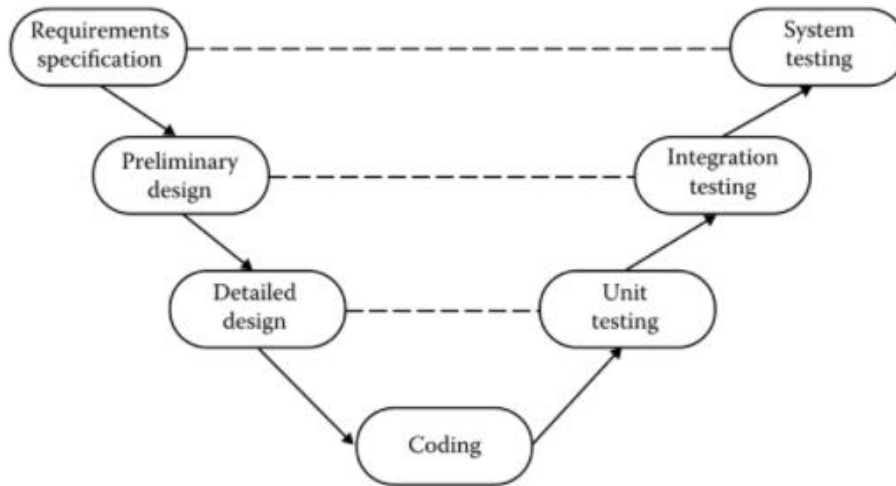 Requirements
specification
System
testing
Preliminary
design
Integration
testing
Detailed
design
Unit
testing
Coding